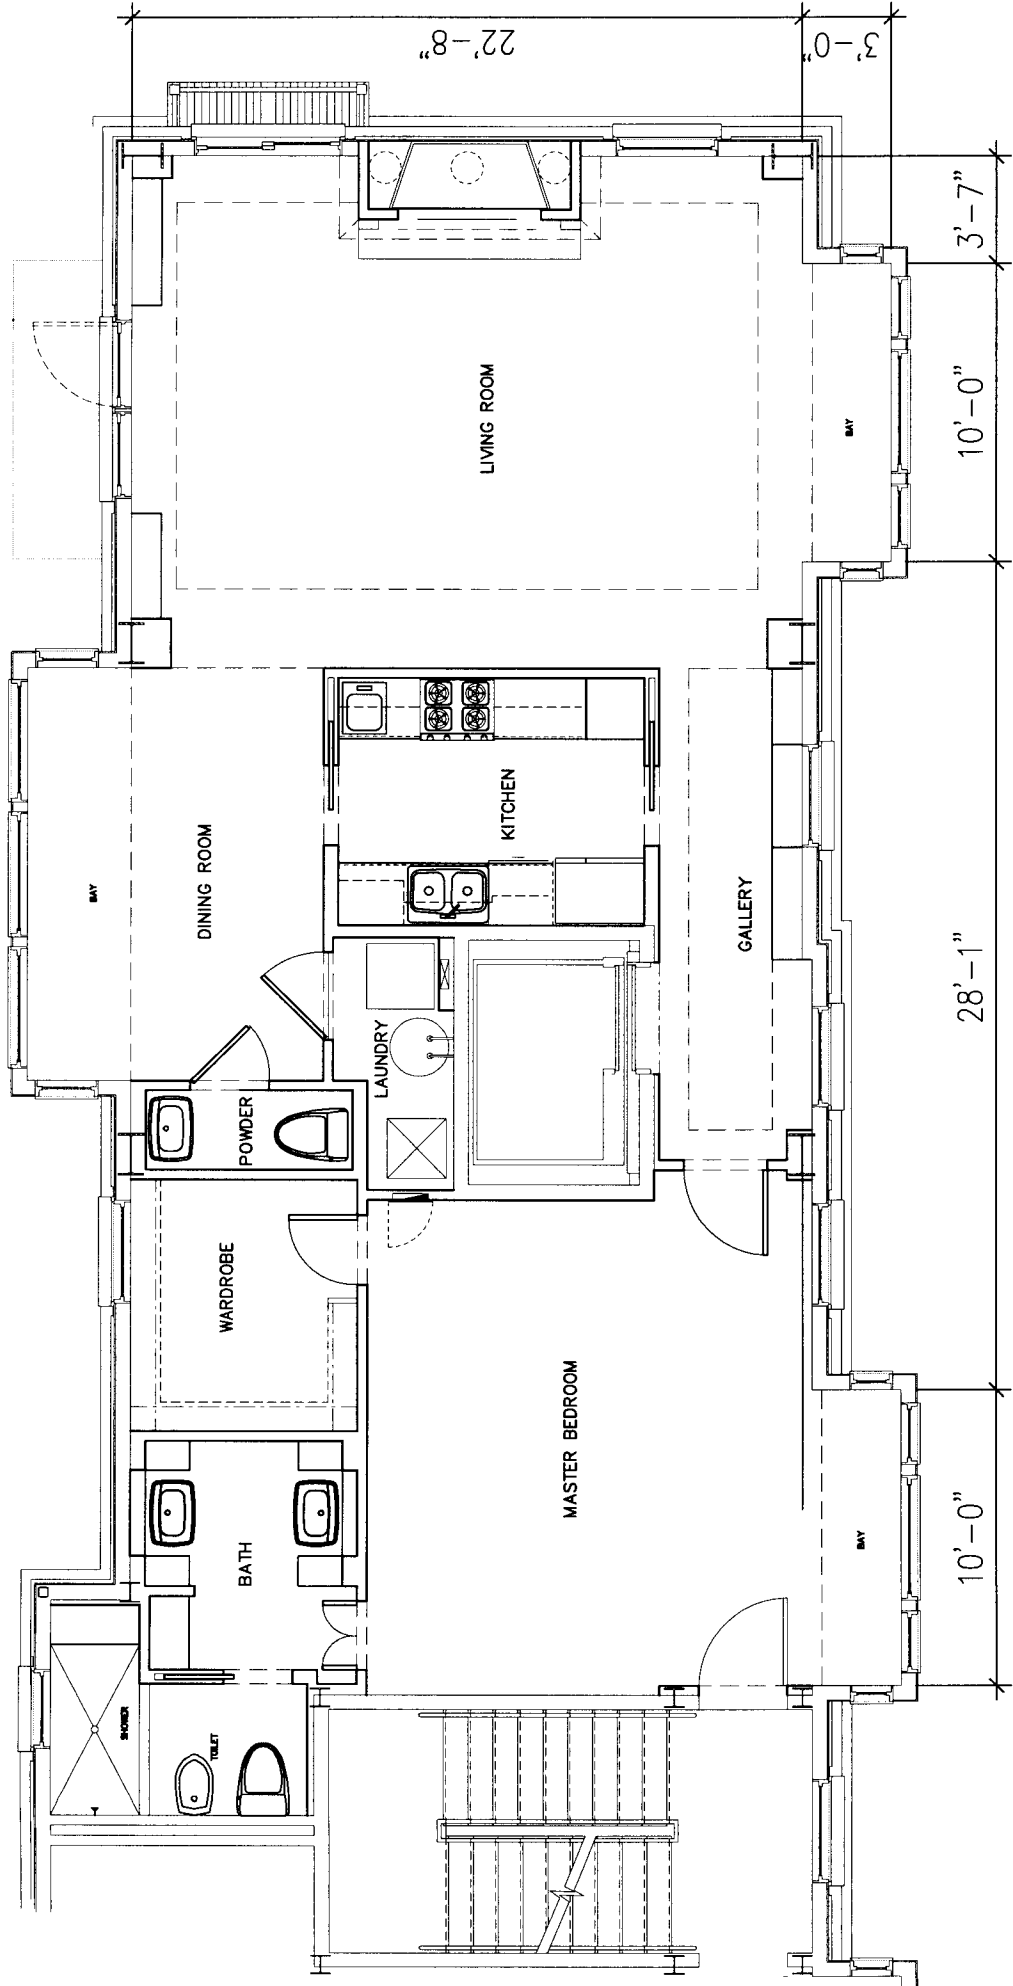 22'-8"
3'-0"
3'-7"
LIVING ROOM
10'-0"
BAY
KITCHEN
DINING ROOM
BAY
GALLERY
28'-1"
LAUNDRY
POWDER
WARDROBE
MASTER BEDROOM
BATH
BAY
10'-0"
SHOWER
TOILET